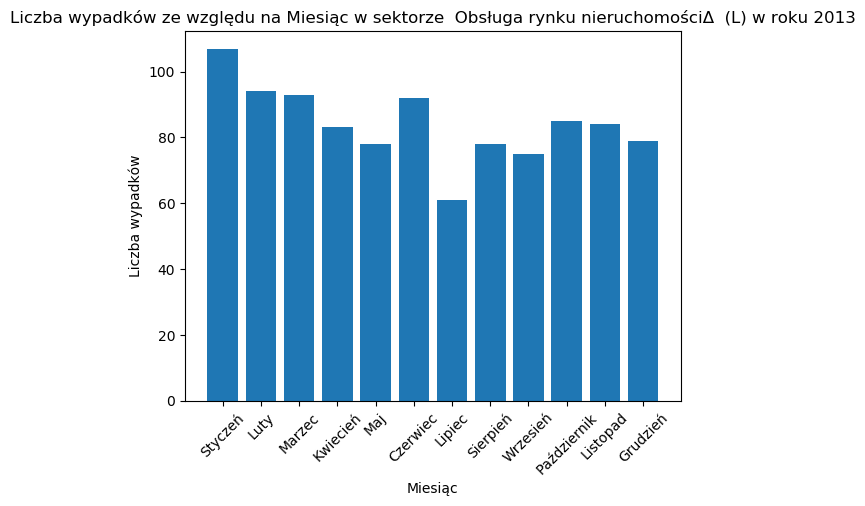 Liczba wypadków ze względu na Miesiąc w sektorze  Obsługa rynku nieruchomościΔ  (L) w roku 2013
Liczba wypadków
100
80
60
40
20
0
Styczeń
Luty
Marzec
Kwiecień
Maj
Czerwiec
Lipiec
Sierpień
Wrzesień
Październik
Listopad
Grudzień
Miesiąc